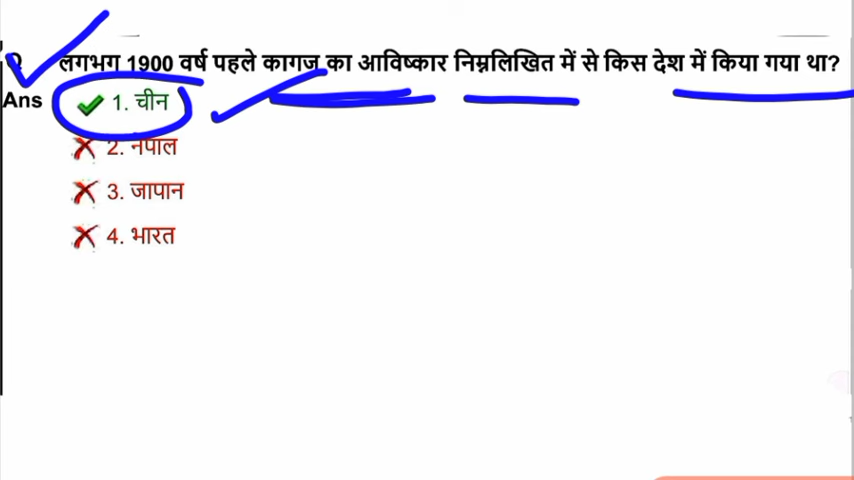 Q लगभग 1900 वर्ष पहले कागज का आविष्कार निम्नलिखित में से किस देश में किया गया था?
Ans 1. चीन
2. नेपाल
3. जापान
4. भारत